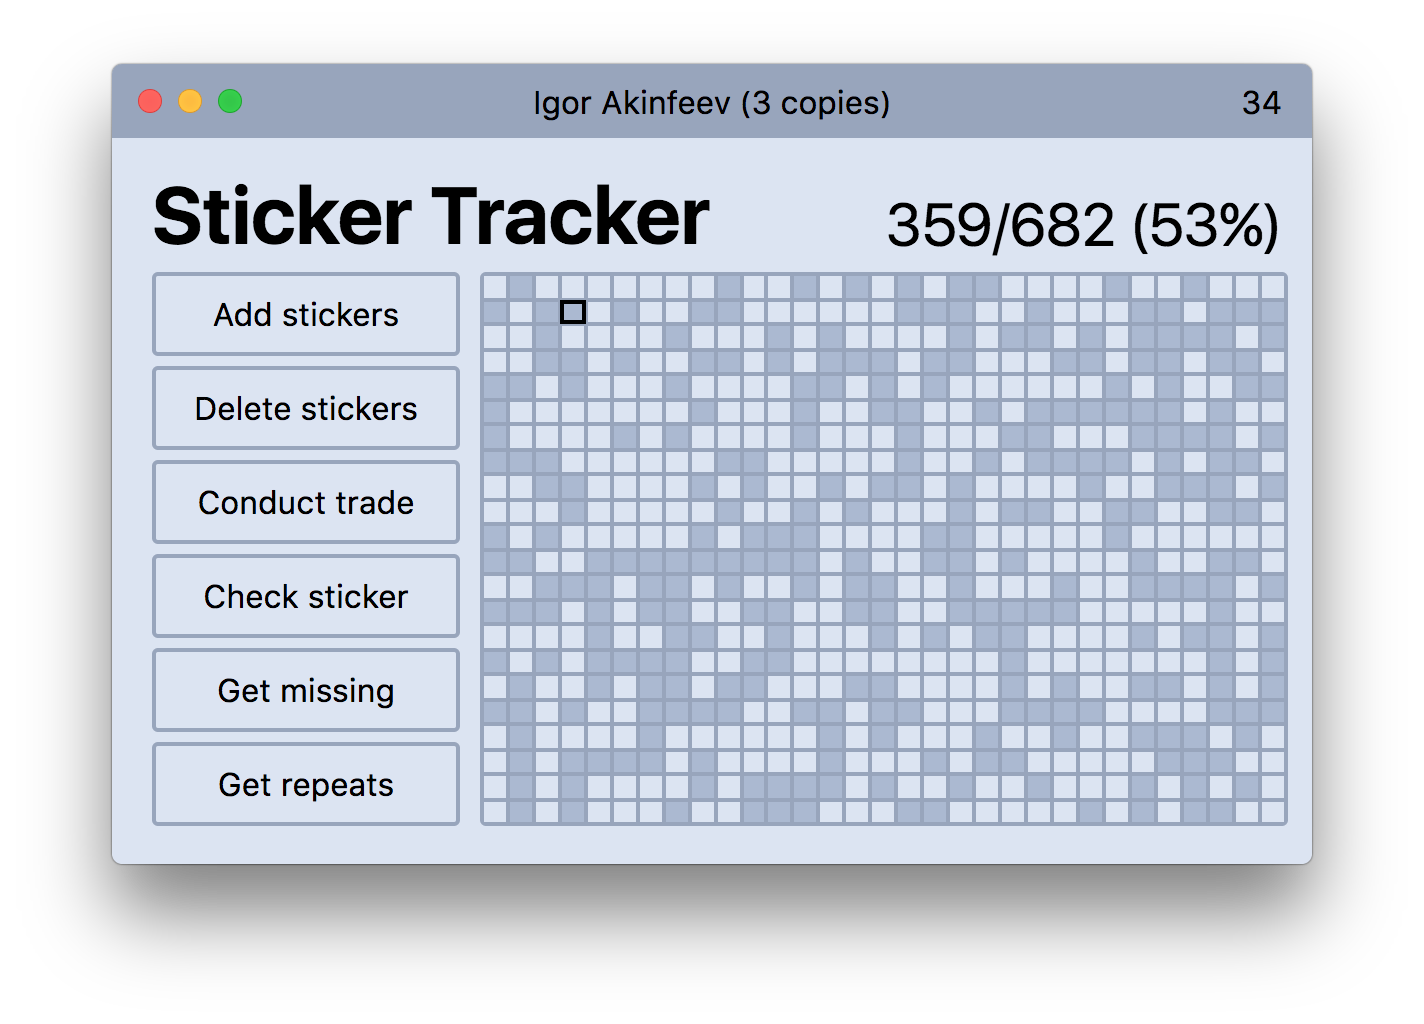 Igor Akinfeev (3 copies)
34
Sticker Tracker
359/682 (53%)
Add stickers
Delete stickers
Conduct trade
Check sticker
Get missing
Get repeats